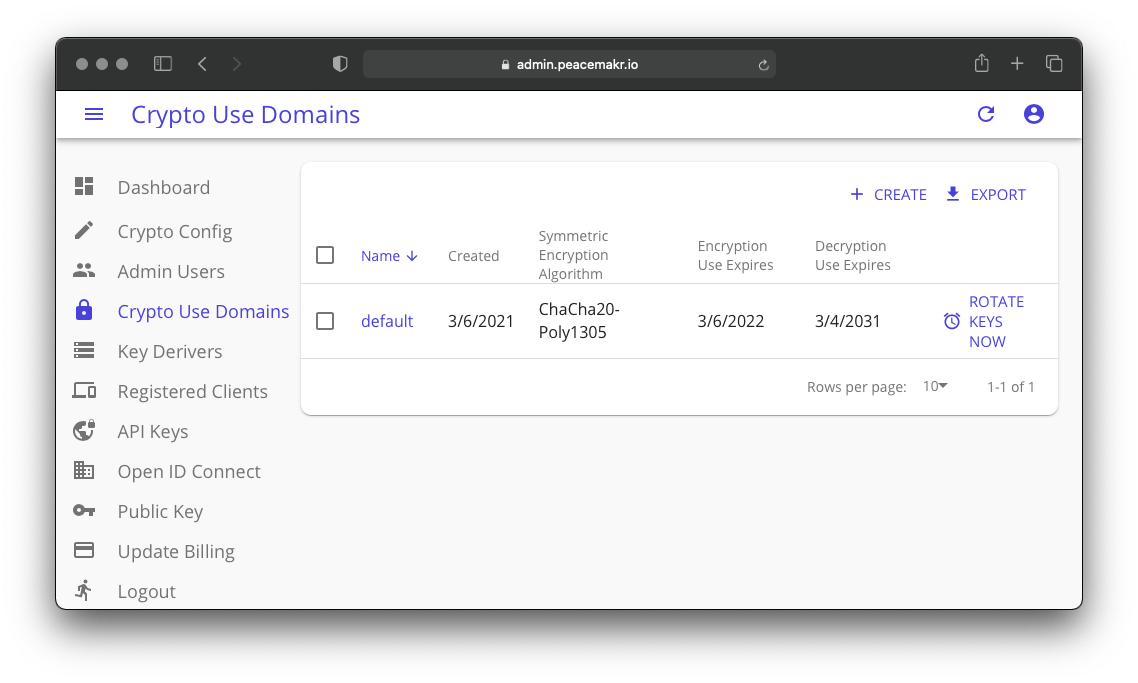 admin.peacemakr.io
Crypto Use Domains
Dashboard
Crypto Config
Admin Users
Crypto Use Domains
Key Derivers
Registered Clients
API Keys
Open ID Connect
Public Key
Update Billing
Logout
CREATE EXPORT
Name Created Symmetric Encryption Use Expires Decryption Use Expires
Encryption
Algorithm
default 3/6/2021 ChaCha20- 3/6/2022 3/4/2031 ROTATE
Poly1305 KEYS
NOW
Rows per page: 10 1-1 of 1